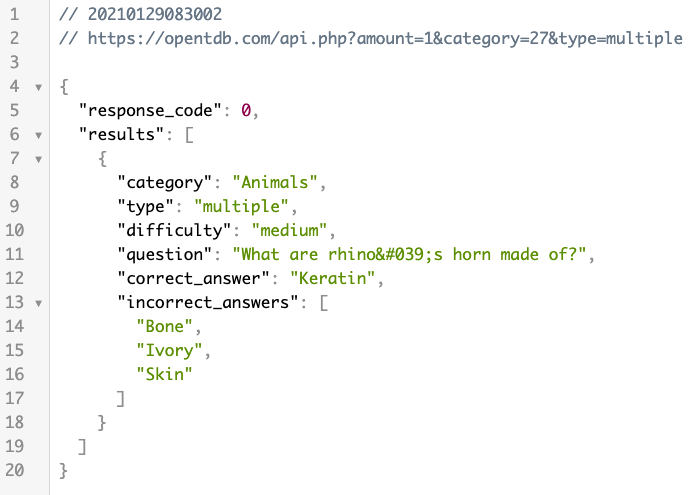 1 // 20210129083002
2 // https://opentdb.com/api.php?amount=1&category=27&type=multiple
3
4 ▼ {
5 "response_code": 0,
6 ▼ "results": [
7 ▼ {
8 "category": "Animals",
9 "type": "multiple",
10 "difficulty": "medium",
11 "question": "What are rhino&#039;s horn made of?",
12 "correct_answer": "Keratin",
13 ▼ "incorrect_answers": [
14 "Bone",
15 "Ivory",
16 "Skin"
17 ]
18 }
19 ]
20 }